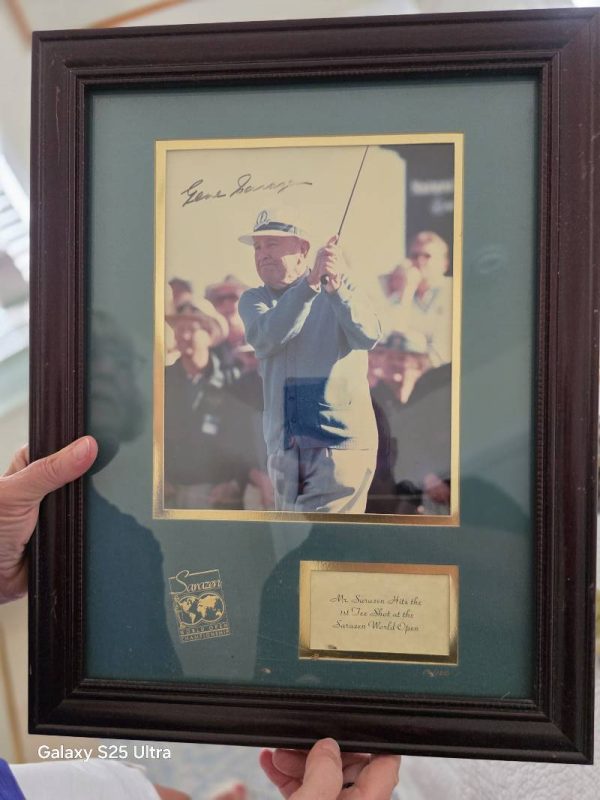 Gene Sarazen
Sarazen
WORLD OPEN
CHAMPIONSHIP
Mr. Sarazen Hits the
1st Tee Shot at the
Sarazen World Open
Galaxy S25 Ultra